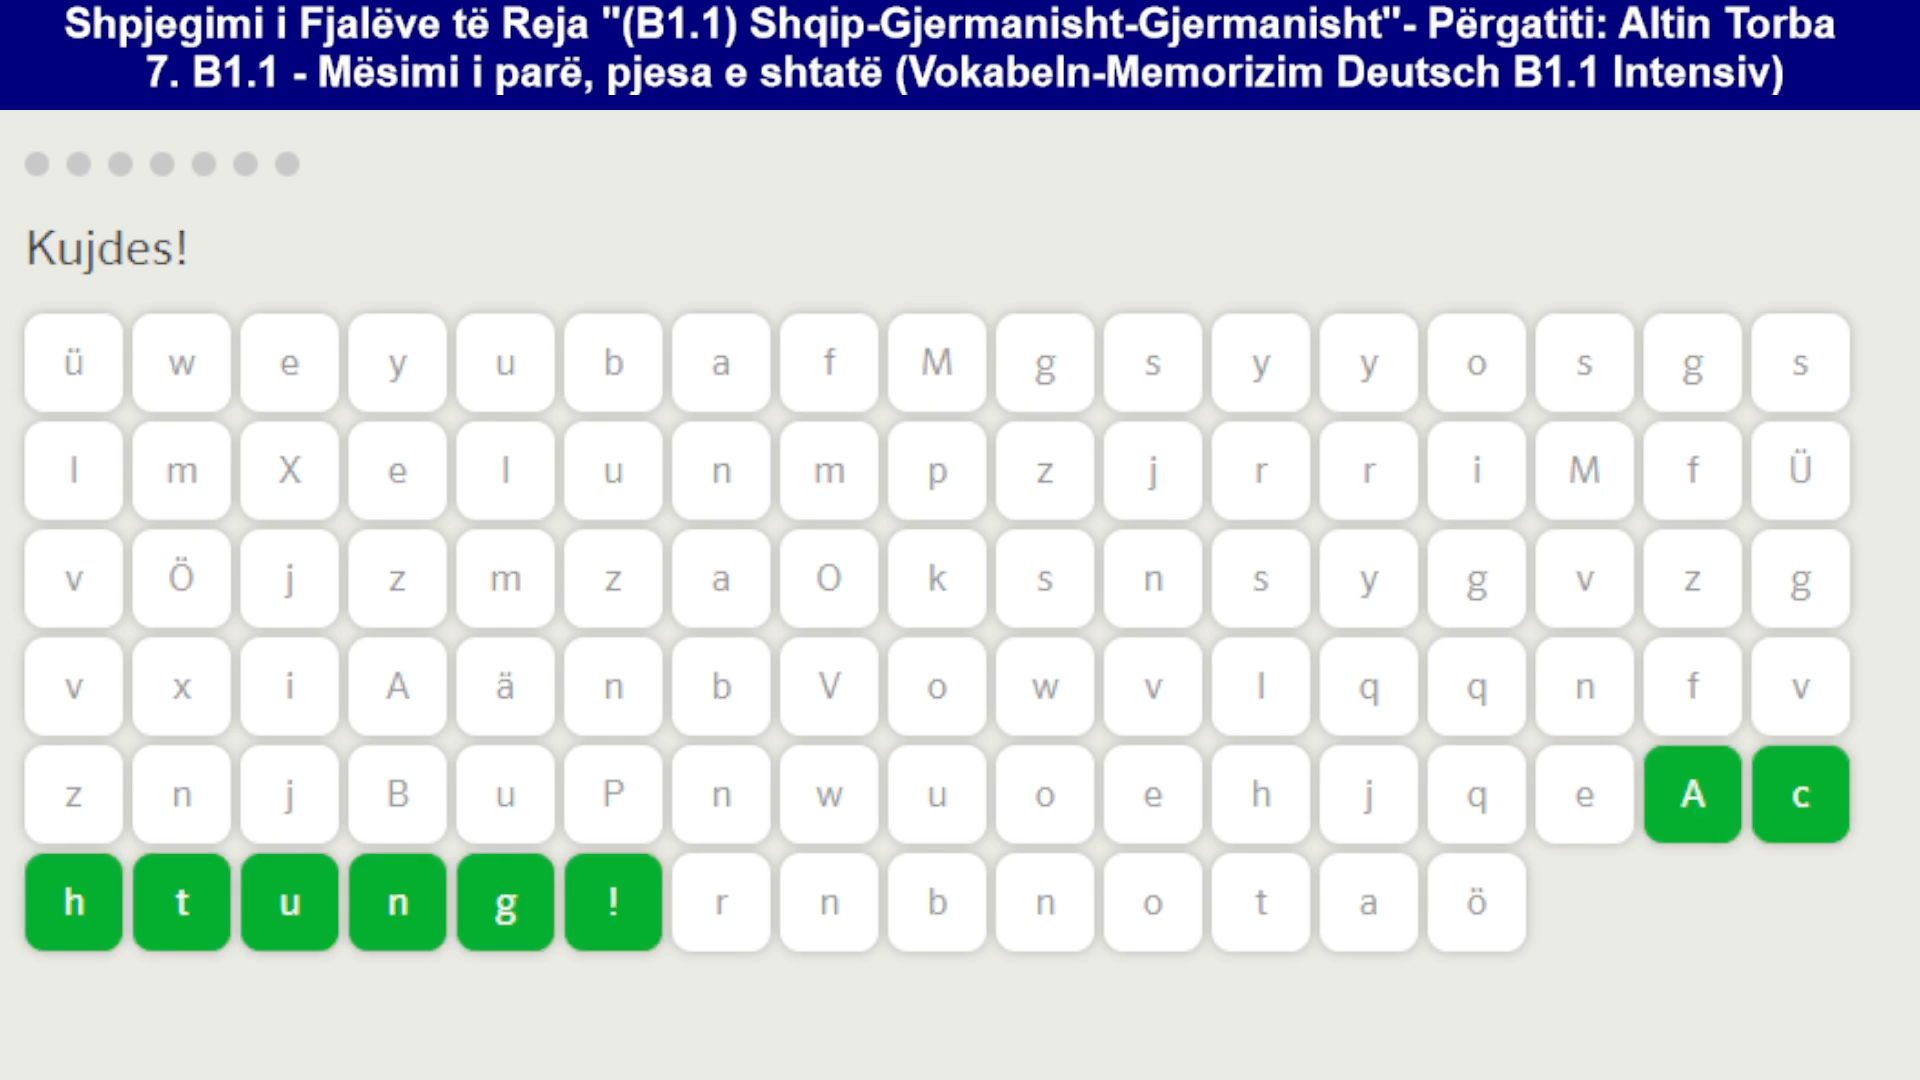 Shpjegimi i Fjalëve të Reja "(B1.1) Shqip-Gjermanisht-Gjermanisht"- Përgatiti: Altin Torba
7. B1.1 - Mësimi i parë, pjesa e shtatë (Vokabeln-Memorizim Deutsch B1.1 Intensiv)
Kujdes!
ü w e y u b a f M g s y y o s g s
l m X e l u n m p z j r r i M f Ü
v Ö j z m z a O k s n s y g v z g
v x i A ä n b V o w v l q q n f v
z n j B u P n w u o e h j q e A c
h t u n g ! r n b n o t a ö